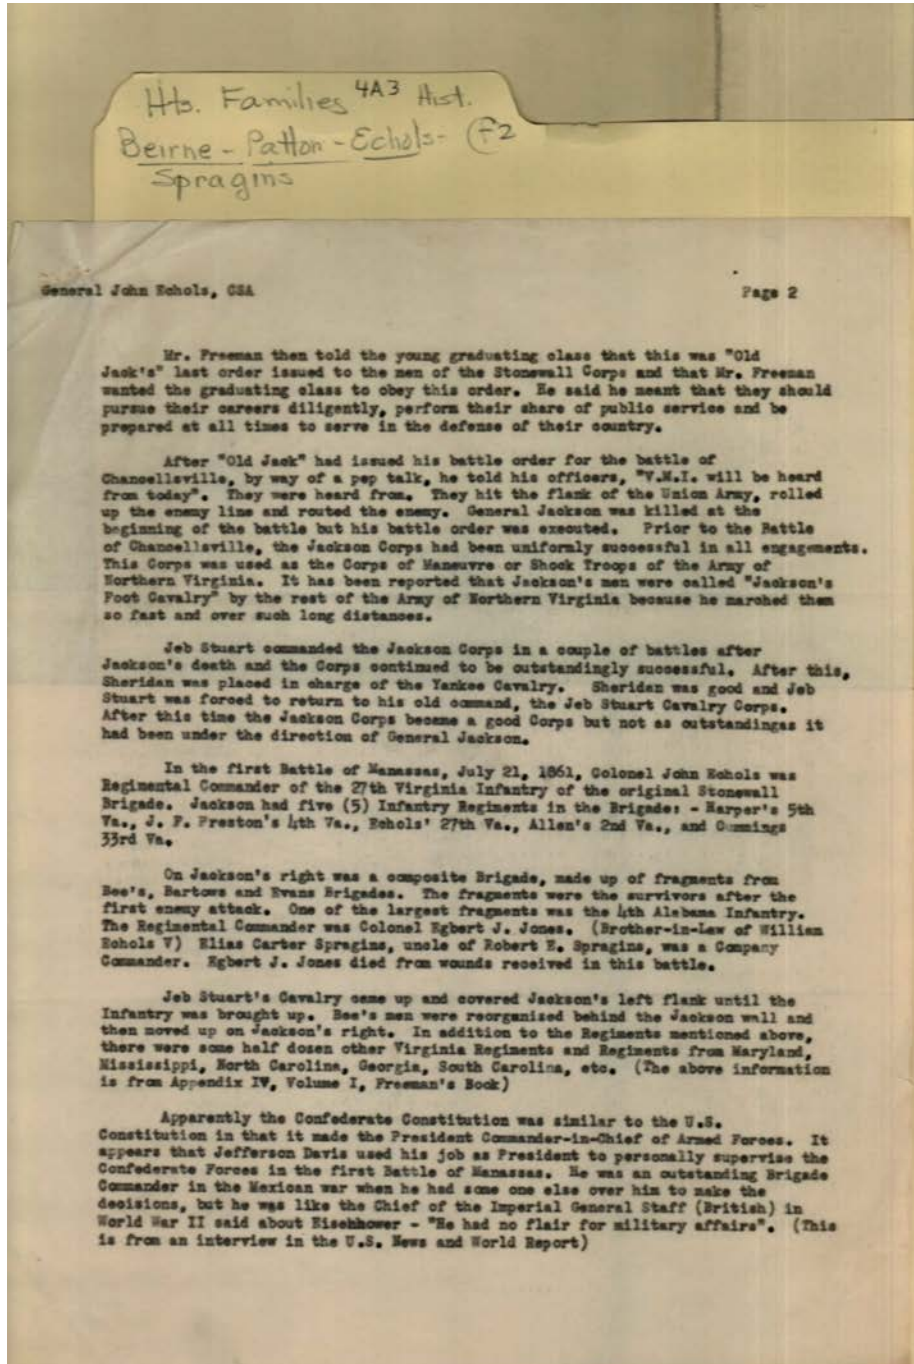 Hts. Families 4A3 Hist.
Beirne - Patton - Echols - (F2
Spragins
General John Echols, CSA
Page 2
Mr. Freeman then told the young graduating class that this was "Old
Jack's" last order issued to the men of the Stonewall Corps and that Mr. Freeman
wanted the graduating class to obey this order. He said he meant that they should
pursue their careers diligently, perform their share of public service and be
prepared at all times to serve in the defense of their country.
After "Old Jack" had issued his battle order for the battle of
Chancellsville, by way of a pep talk, he told his officers, "V.M.I. will be heard
from today". They were heard from. They hit the flank of the Union Army, rolled
up the enemy line and routed the enemy. General Jackson was killed at the
beginning of the battle but his battle order was executed. Prior to the Battle
of Chancellsville, the Jackson Corps had been uniformly successful in all engagements.
This Corps was used as the Corps of Maneuvre or Shock Troops of the Army of
Northern Virginia. It has been reported that Jackson's men were called "Jackson's
Foot Cavalry" by the rest of the Army of Northern Virginia because he marched them
so fast and over such long distances.
Jeb Stuart commanded the Jackson Corps in a couple of battles after
Jackson's death and the Corps continued to be outstandingly successful. After this,
Sheridan was placed in charge of the Yankee Cavalry. Sheridan was good and Jeb
Stuart was forced to return to his old command, the Jeb Stuart Cavalry Corps.
After this time the Jackson Corps became a good Corps but not as outstandingas it
had been under the direction of General Jackson.
In the first Battle of Manassas, July 21, 1861, Colonel John Echols was
Regimental Commander of the 27th Virginia Infantry of the original Stonewall
Brigade. Jackson had five (5) Infantry Regiments in the Brigade: - Harper's 5th
Va., J. F. Preston's 4th Va., Echols' 27th Va., Allen's 2nd Va., and Cummings
33rd Va.
On Jackson's right was a composite Brigade, made up of fragments from
Bee's, Bartows and Evans Brigades. The fragments were the survivors after the
first enemy attack. One of the largest fragments was the 4th Alabama Infantry.
The Regimental Commander was Colonel Egbert J. Jones. (Brother-in-Law of William
Echols V) Elias Carter Spragins, uncle of Robert E. Spragins, was a Company
Commander. Egbert J. Jones died from wounds received in this battle.
Jeb Stuart's Cavalry came up and covered Jackson's left flank until the
Infantry was brought up. Bee's men were reorganized behind the Jackson wall and
then moved up on Jackson's right. In addition to the Regiments mentioned above,
there were some half dozen other Virginia Regiments and Regiments from Maryland,
Mississippi, North Carolina, Georgia, South Carolina, etc. (The above information
is from Appendix IV, Volume I, Freeman's Book)
Apparently the Confederate Constitution was similar to the U.S.
Constitution in that it made the President Commander-in-Chief of Armed Forces. It
appears that Jefferson Davis used his job as President to personally supervise the
Confederate Forces in the first Battle of Manassas. He was an outstanding Brigade
Commander in the Mexican war when he had some one else over him to make the
decisions, but he was like the Chief of the Imperial General Staff (British) in
World War II said about Eisehhower - "He had no flair for military affairs". (This
is from an interview in the U.S. News and World Report)